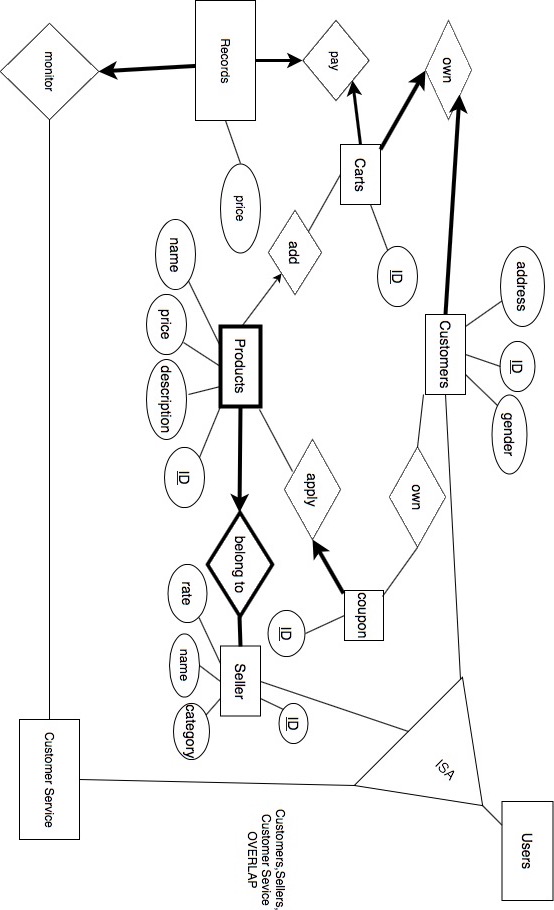 monitor
Records
pay
own
price
Carts
ID
add
name
price
description
ID
Products
address
ID
gender
Customers
apply
own
belong to
coupon
ID
rate
name
category
ID
Seller
ISA
Customer Service
Users
Customers,Sellers,
Customer Sevice
OVERLAP